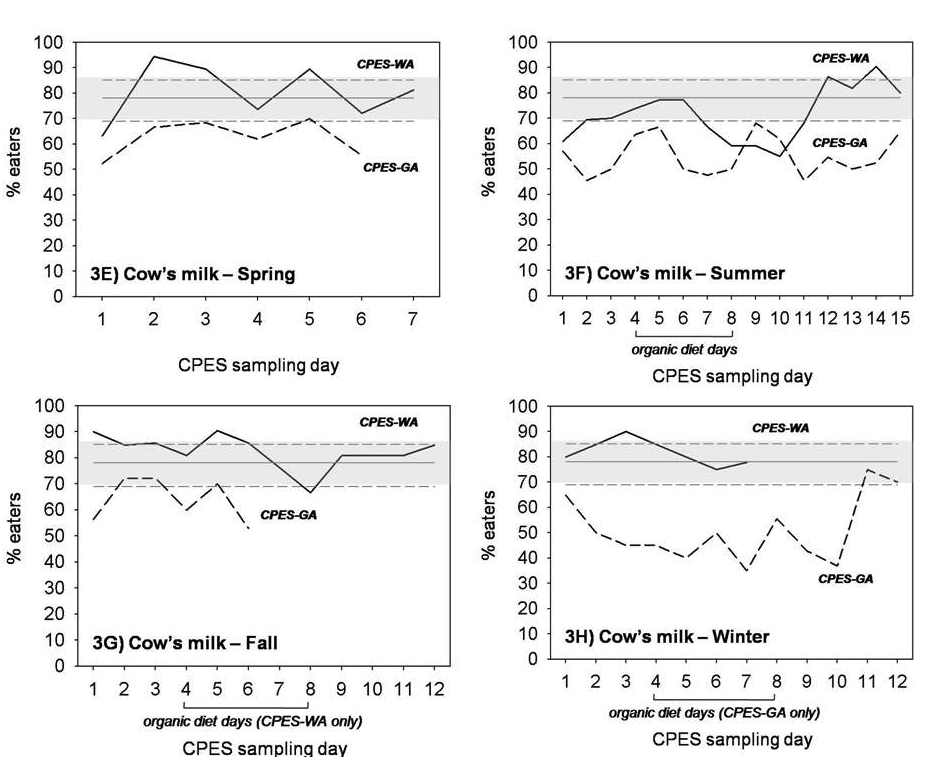 100
90
80
70
60
50
40
30
20
10
0
% eaters
CPES-WA
CPES-GA
3E) Cow's milk – Spring
1 2 3 4 5 6 7
CPES sampling day
100
90
80
70
60
50
40
30
20
10
0
% eaters
CPES-WA
CPES-GA
3F) Cow's milk – Summer
1 2 3 4 5 6 7 8 9 10 11 12 13 14 15
organic diet days
CPES sampling day
100
90
80
70
60
50
40
30
20
10
0
% eaters
CPES-WA
CPES-GA
3G) Cow's milk – Fall
1 2 3 4 5 6 7 8 9 10 11 12
organic diet days (CPES-WA only)
CPES sampling day
100
90
80
70
60
50
40
30
20
10
0
% eaters
CPES-WA
CPES-GA
3H) Cow's milk – Winter
1 2 3 4 5 6 7 8 9 10 11 12
organic diet days (CPES-GA only)
CPES sampling day